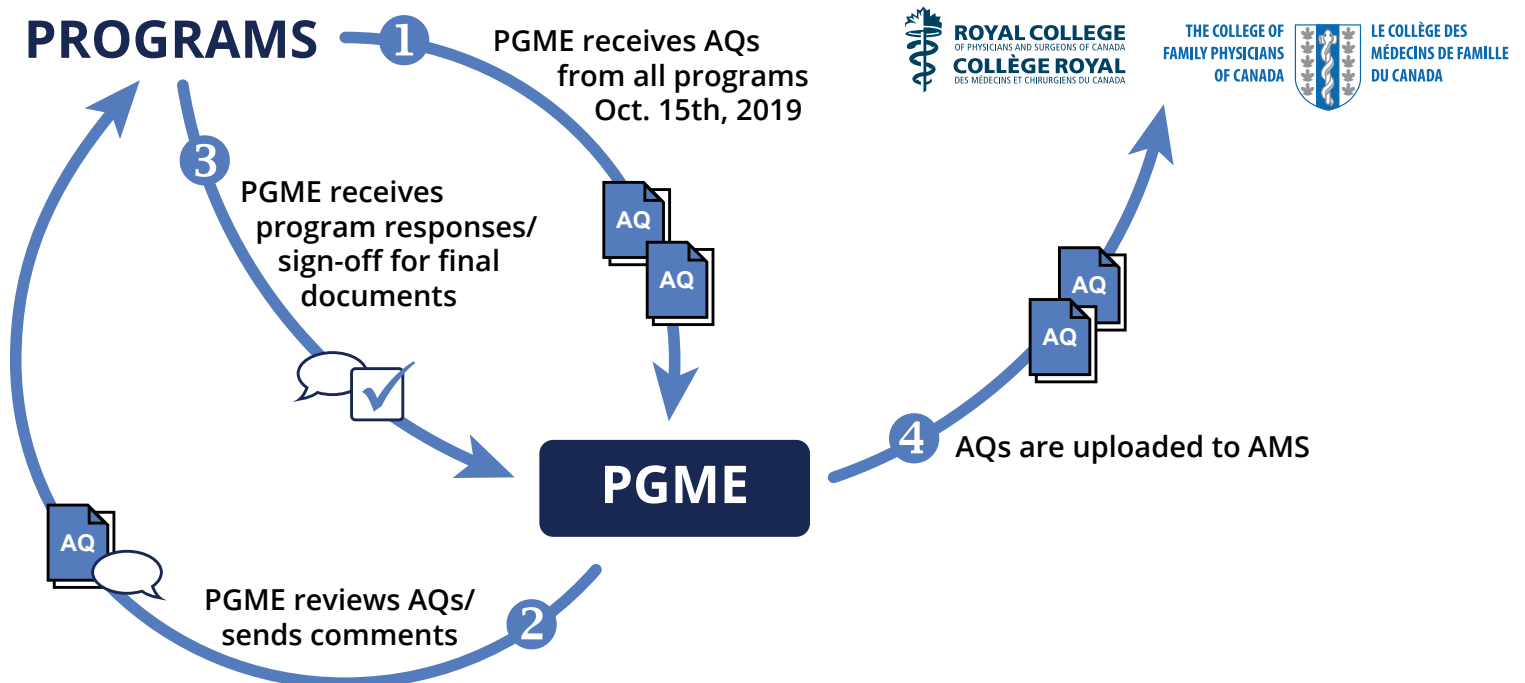 PROGRAMS
1
PGME receives AQs
from all programs
Oct. 15th, 2019
ROYAL COLLEGE
OF PHYSICIANS AND SURGEONS OF CANADA
COLLÈGE ROYAL
DES MÉDECINS ET CHIRURGIENS DU CANADA
THE COLLEGE OF
FAMILY PHYSICIANS
OF CANADA
LE COLLÈGE DES
MÉDECINS DE FAMILLE
DU CANADA
3
PGME receives
program responses/
sign-off for final
documents
AQ
AQ
AQ
AQ
PGME
4
AQs are uploaded to AMS
AQ
PGME reviews AQs/
sends comments
2